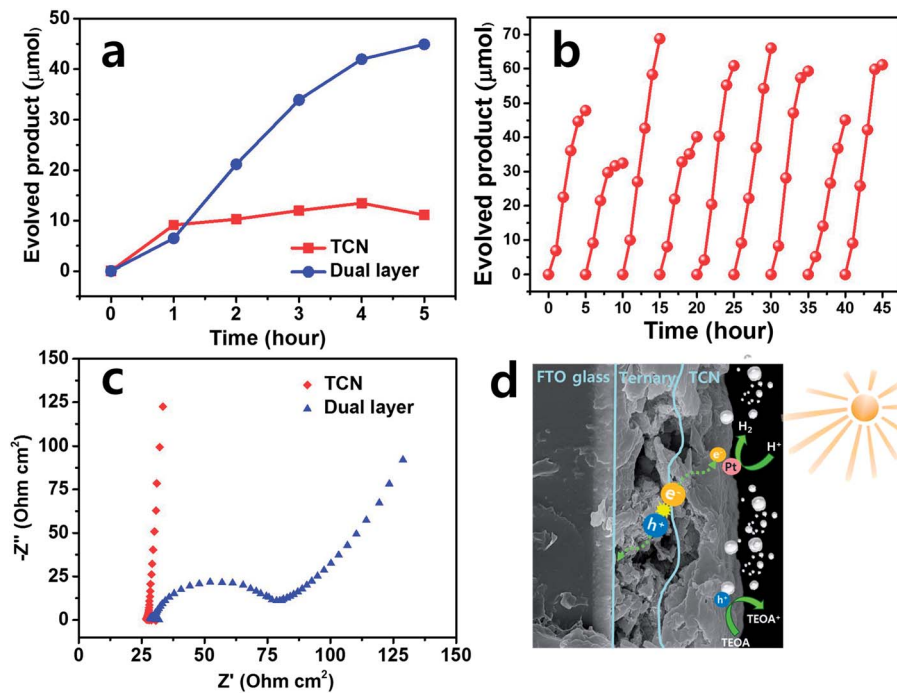 a
50
40
30
20
10
0
Evolved product (μmol)
TCN
Dual layer
0 1 2 3 4 5
Time (hour)
b
70
60
50
40
30
20
10
0
Evolved product (μmol)
0 5 10 15 20 25 30 35 40 45
Time (hour)
c
150
125
100
75
50
25
0
-Z" (Ohm cm2)
TCN
Dual layer
0 25 50 75 100 125 150
Z' (Ohm cm2)
d
FTO glass Ternary TCN
H2
e-
H+
Pt
e-
h+
h+
TEOA+
TEOA